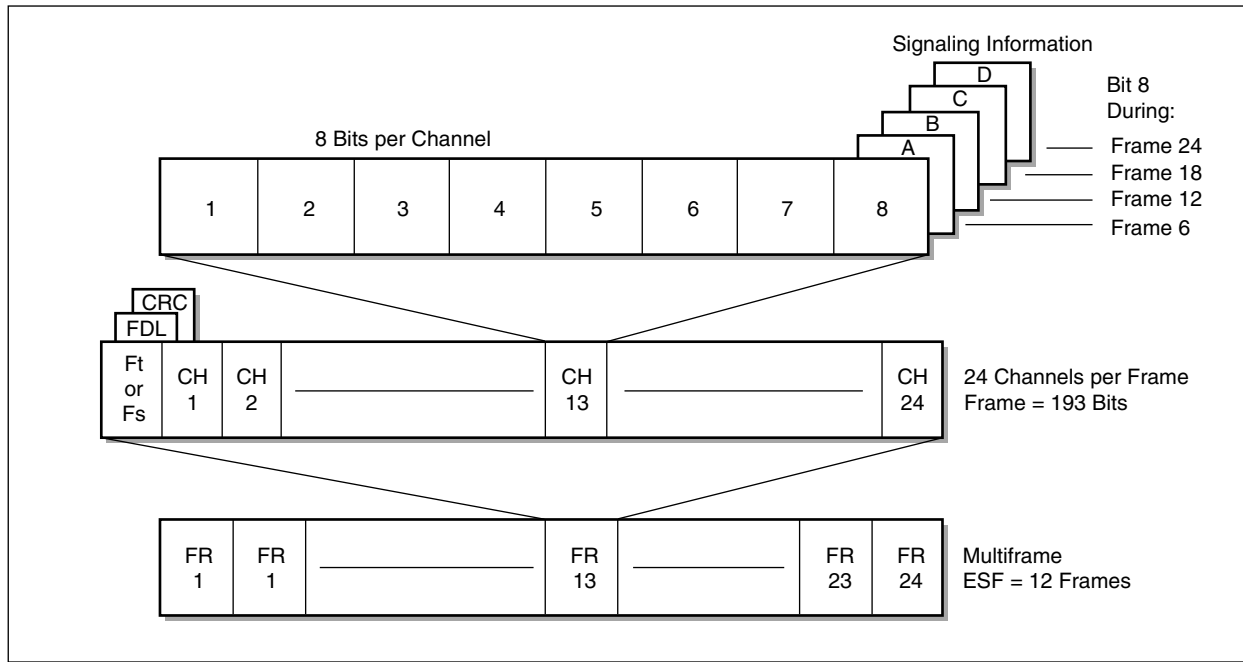 Signaling Information
D
C
B
A
Bit 8
During:
Frame 24
Frame 18
Frame 12
Frame 6
8 Bits per Channel
1 2 3 4 5 6 7 8
CRC
FDL
Ft
or
Fs
CH
1
CH
2
CH
13
CH
24
24 Channels per Frame
Frame = 193 Bits
FR
1
FR
1
FR
13
FR
23
FR
24
Multiframe
ESF = 12 Frames